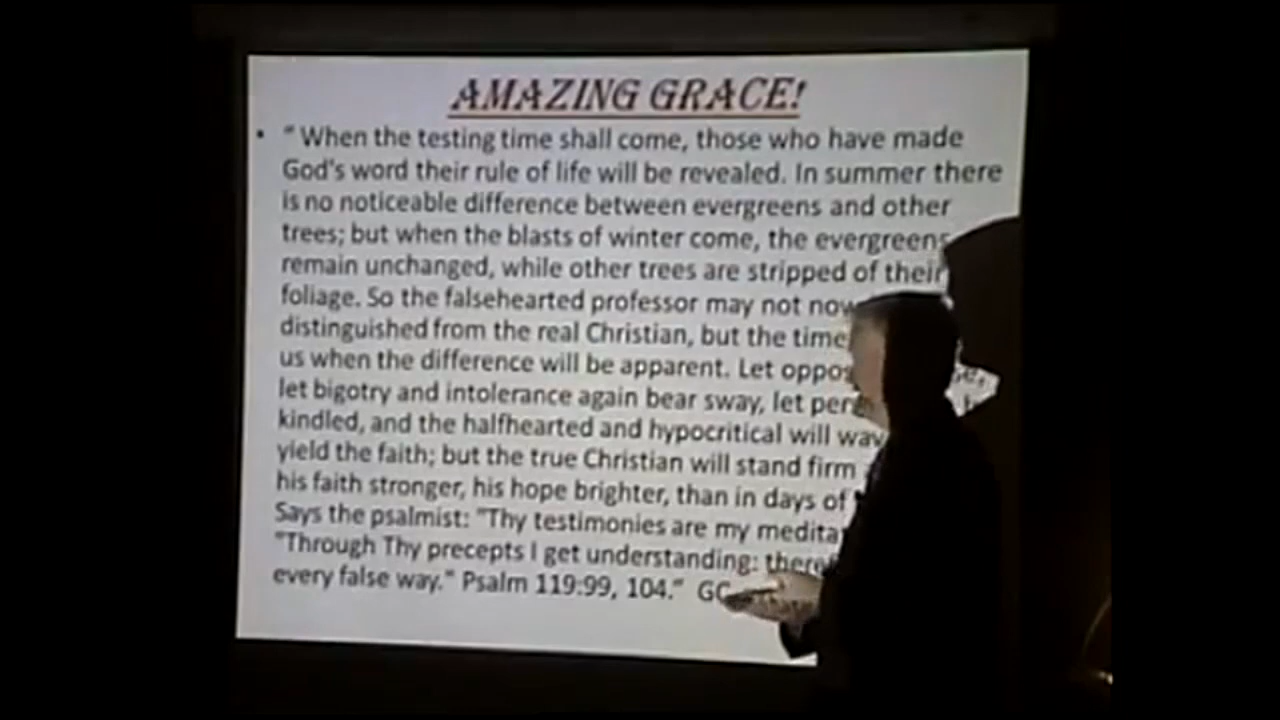 AMAZING GRACE!
• " When the testing time shall come, those who have made
God's word their rule of life will be revealed. In summer there
is no noticeable difference between evergreens and other
trees; but when the blasts of winter come, the evergreens
remain unchanged, while other trees are stripped of their
foliage. So the falsehearted professor may not now
distinguished from the real Christian, but the time
us when the difference will be apparent. Let
let bigotry and intolerance again bear sway, let
kindled, and the halfhearted and hypocritical will
yield the faith; but the true Christian will stand firm
his faith stronger, his hope brighter, than in days of
Says the psalmist: "Thy testimonies are my
"Through Thy precepts I get understanding:
every false way." Psalm 119:99, 104." GC